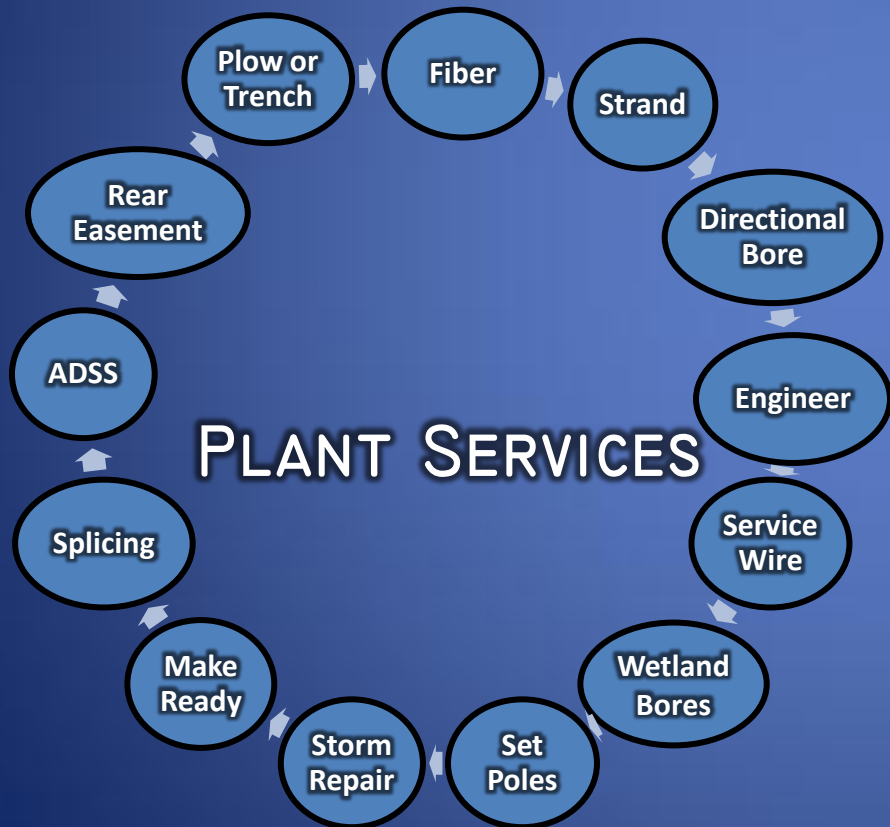 Plow or
Trench
Fiber
Strand
Directional
Bore
Engineer
Service
Wire
Wetland
Bores
Set
Poles
Storm
Repair
Make
Ready
Splicing
ADSS
Rear
Easement
PLANT SERVICES